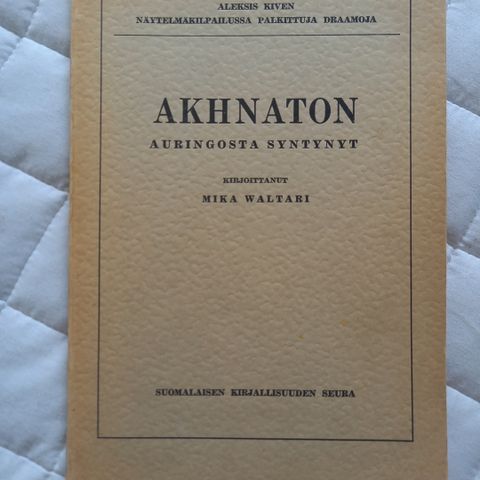 ALEKSIS KIVEN
NÄYTELMÄKILPAILUSSA PALKITTUJA DRAAMOJA
AKHNATON
AURINGOSTA SYNTYNYT
KIRJOITTANUT
MIKA WALTARI
SUOMALAISEN KIRJALLISUUDEN SEURA